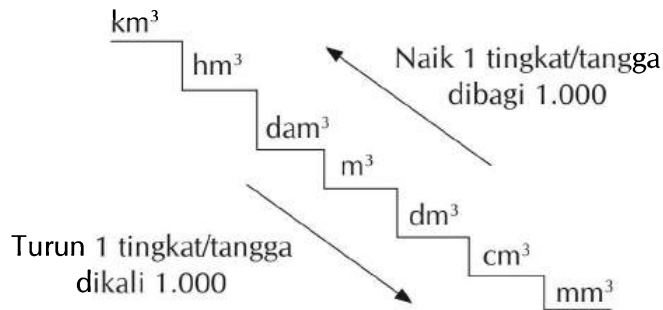 km³
hm³
dam³
m³
dm³
cm³
mm³
Naik 1 tingkat/tangga
dibagi 1.000
Turun 1 tingkat/tangga
dikali 1.000